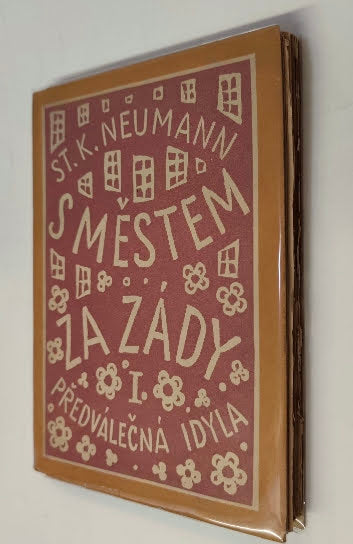 ST. K. NEUMANN
S MĚSTEM
ZA ZÁDY
I.
PŘEDVÁLEČNÁ IDYLA